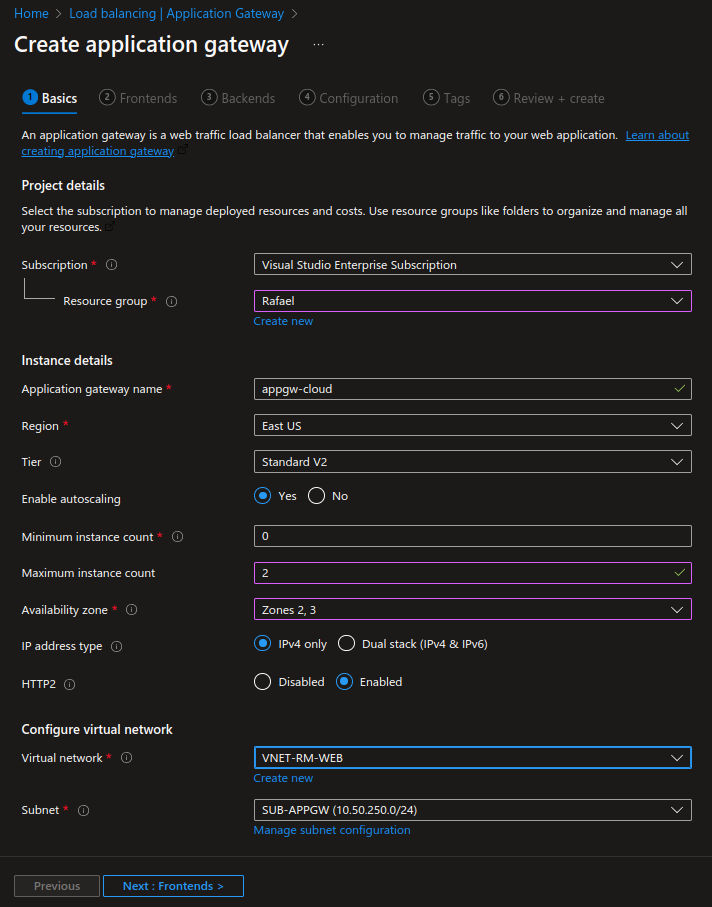 Home > Load balancing | Application Gateway >
Create application gateway ...
1 Basics 2 Frontends 3 Backends 4 Configuration 5 Tags 6 Review + create
An application gateway is a web traffic load balancer that enables you to manage traffic to your web application. Learn about
creating application gateway
Project details
Select the subscription to manage deployed resources and costs. Use resource groups like folders to organize and manage all
your resources.
Subscription * Visual Studio Enterprise Subscription
Resource group * Rafael
Create new
Instance details
Application gateway name * appgw-cloud
Region * East US
Tier Standard V2
Enable autoscaling Yes No
Minimum instance count * 0
Maximum instance count 2
Availability zone * Zones 2, 3
IP address type IPv4 only Dual stack (IPv4 & IPv6)
HTTP2 Disabled Enabled
Configure virtual network
Virtual network * VNET-RM-WEB
Create new
Subnet * SUB-APPGW (10.50.250.0/24)
Manage subnet configuration
Previous Next : Frontends >